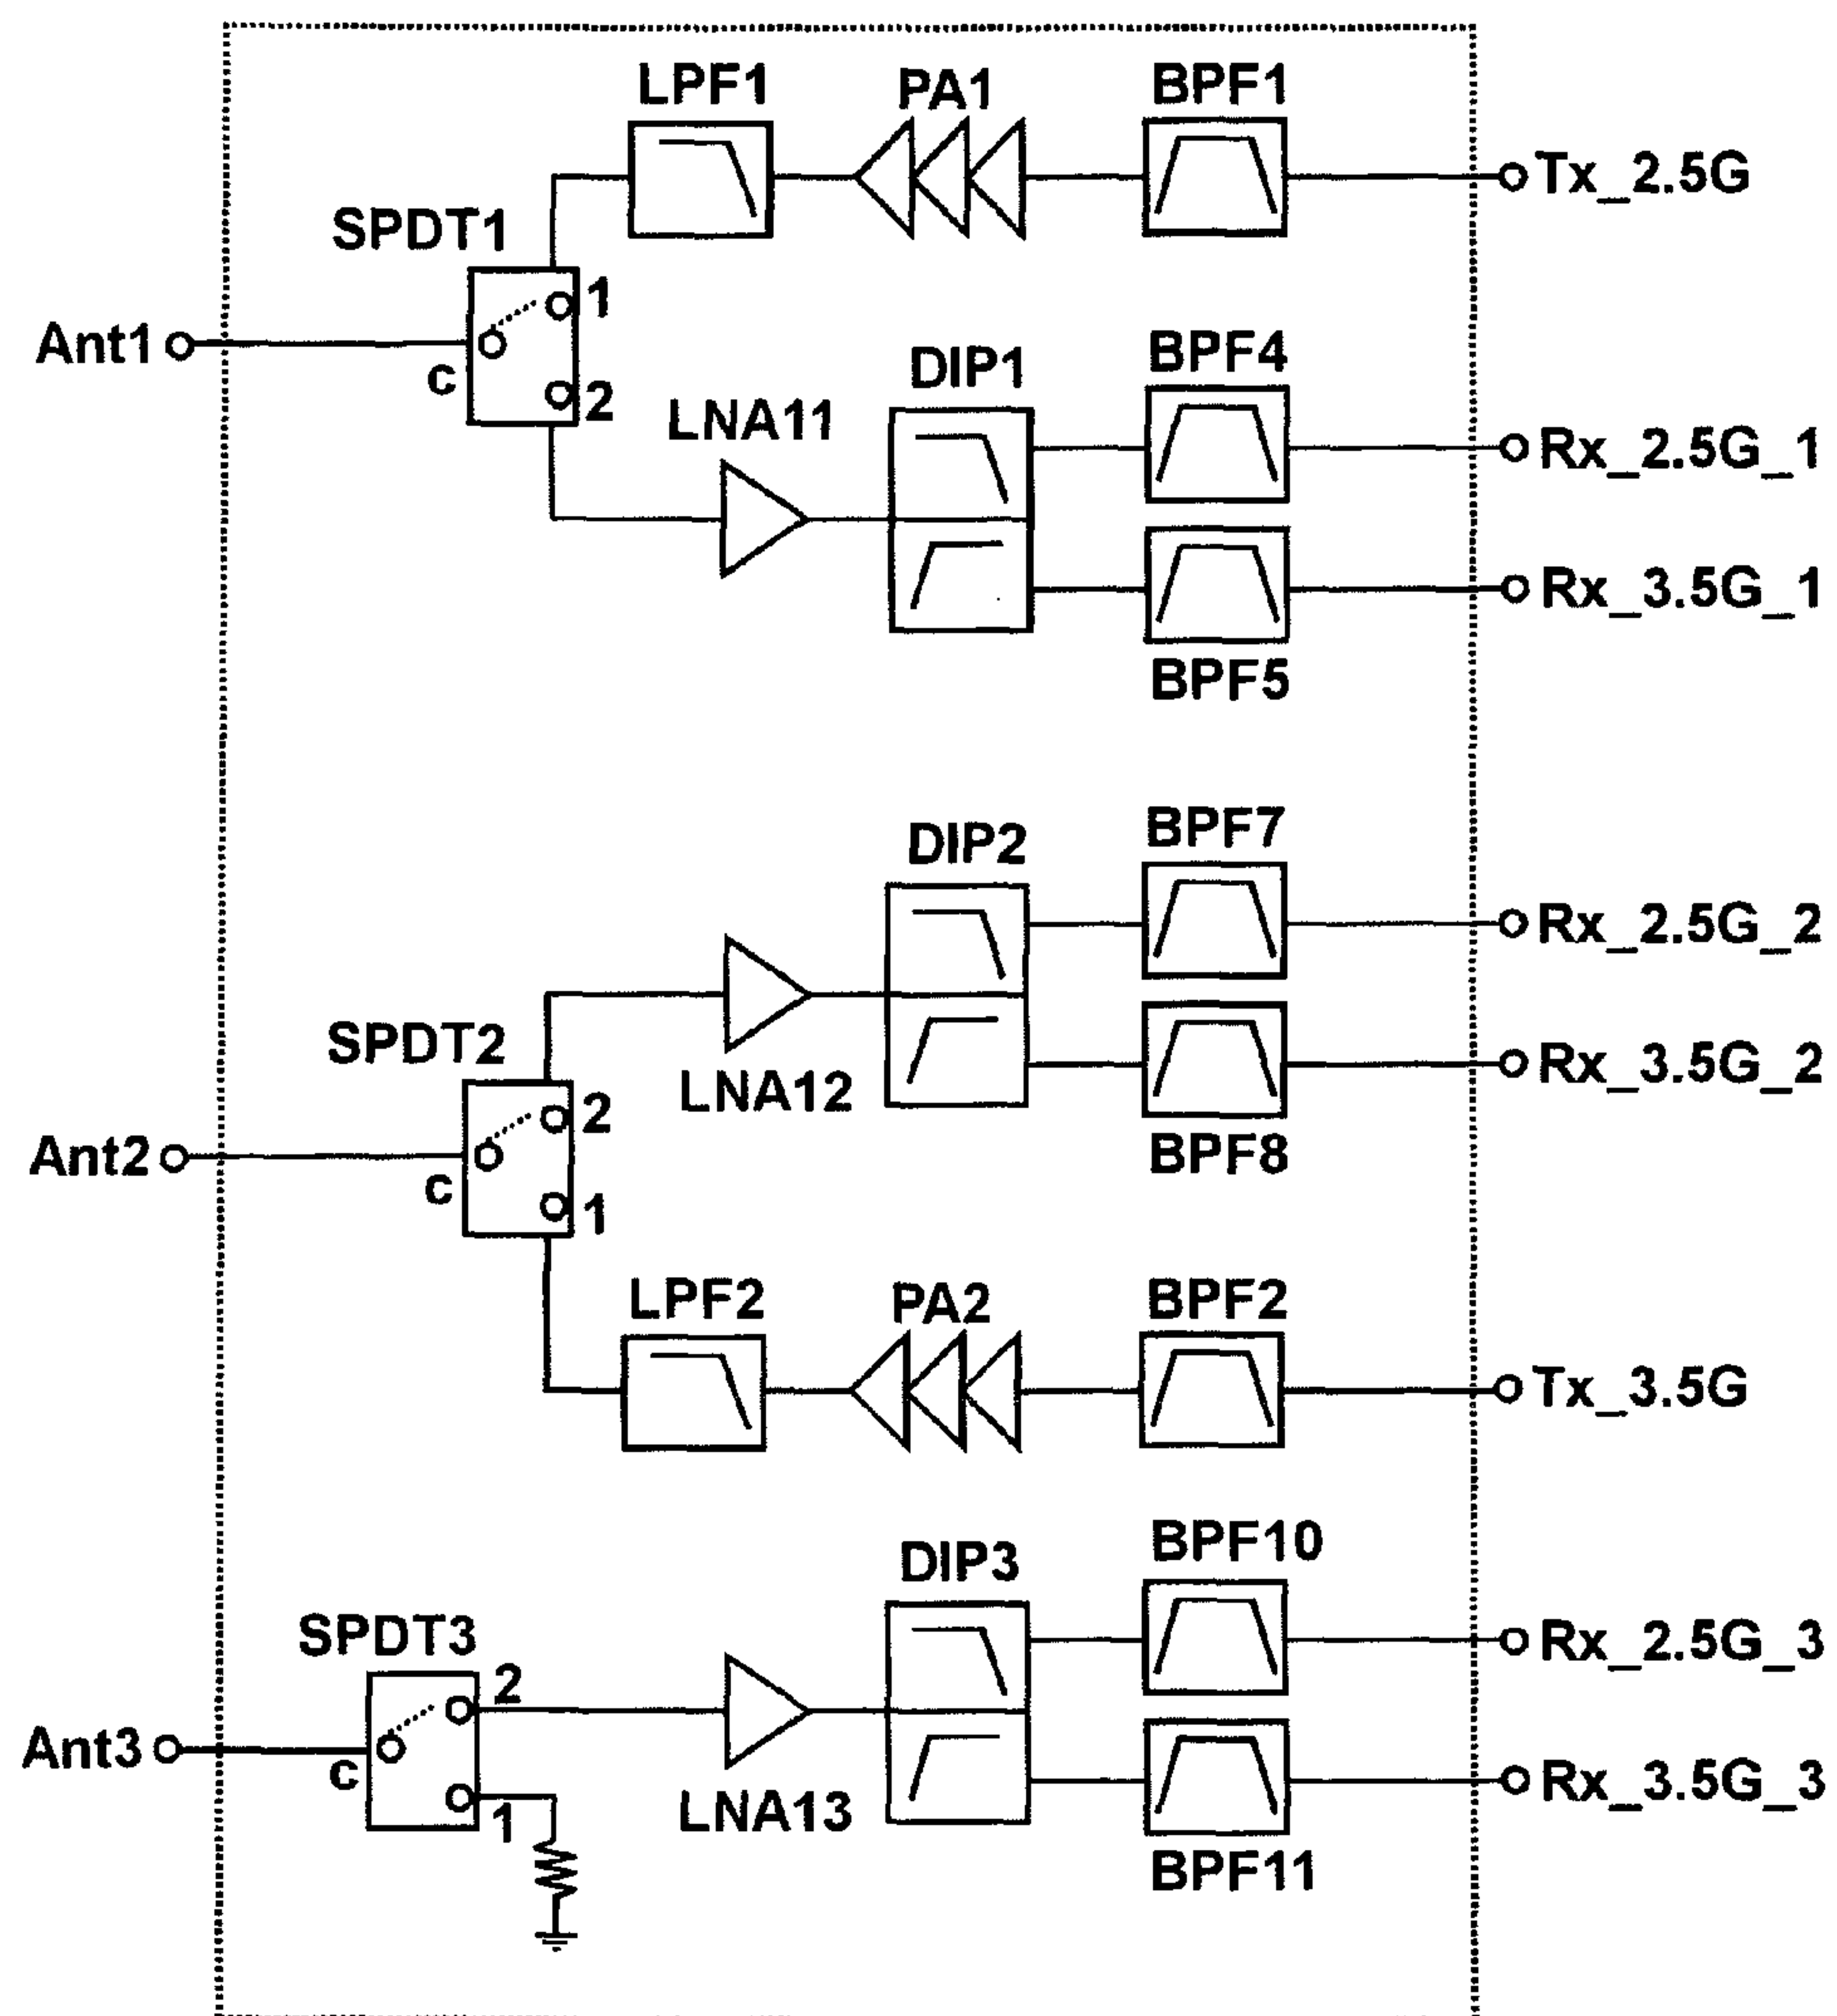 LPF1 PA1 BPF1
Tx_2.5G
SPDT1
1
Ant1
c
2
LNA11
DIP1
BPF4
Rx_2.5G_1
Rx_3.5G_1
BPF5
DIP2
BPF7
Rx_2.5G_2
SPDT2
LNA12
Rx_3.5G_2
2
BPF8
Ant2
c
1
LPF2 PA2 BPF2
Tx_3.5G
DIP3
BPF10
SPDT3
Rx_2.5G_3
2
Ant3
c
1
LNA13
Rx_3.5G_3
BPF11